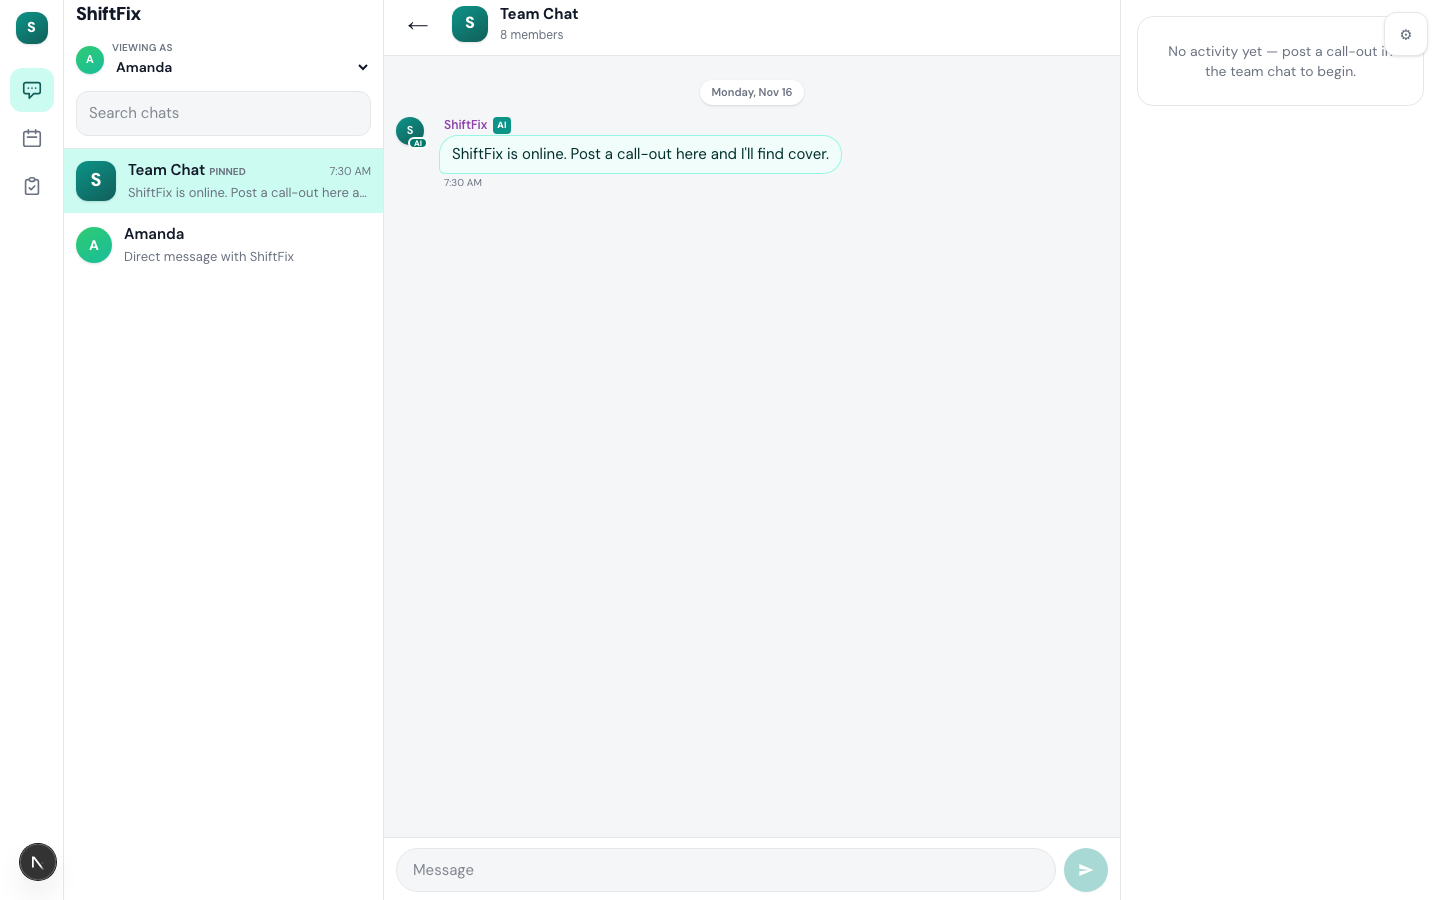 S
ShiftFix
A
VIEWING AS
Amanda
Search chats
S
Team Chat PINNED 7:30 AM
ShiftFix is online. Post a call-out here a…
A
Amanda
Direct message with ShiftFix
←
S
Team Chat
8 members
Monday, Nov 16
S
AI
ShiftFix AI
ShiftFix is online. Post a call-out here and I'll find cover.
7:30 AM
Message
No activity yet — post a call-out in
the team chat to begin.
N